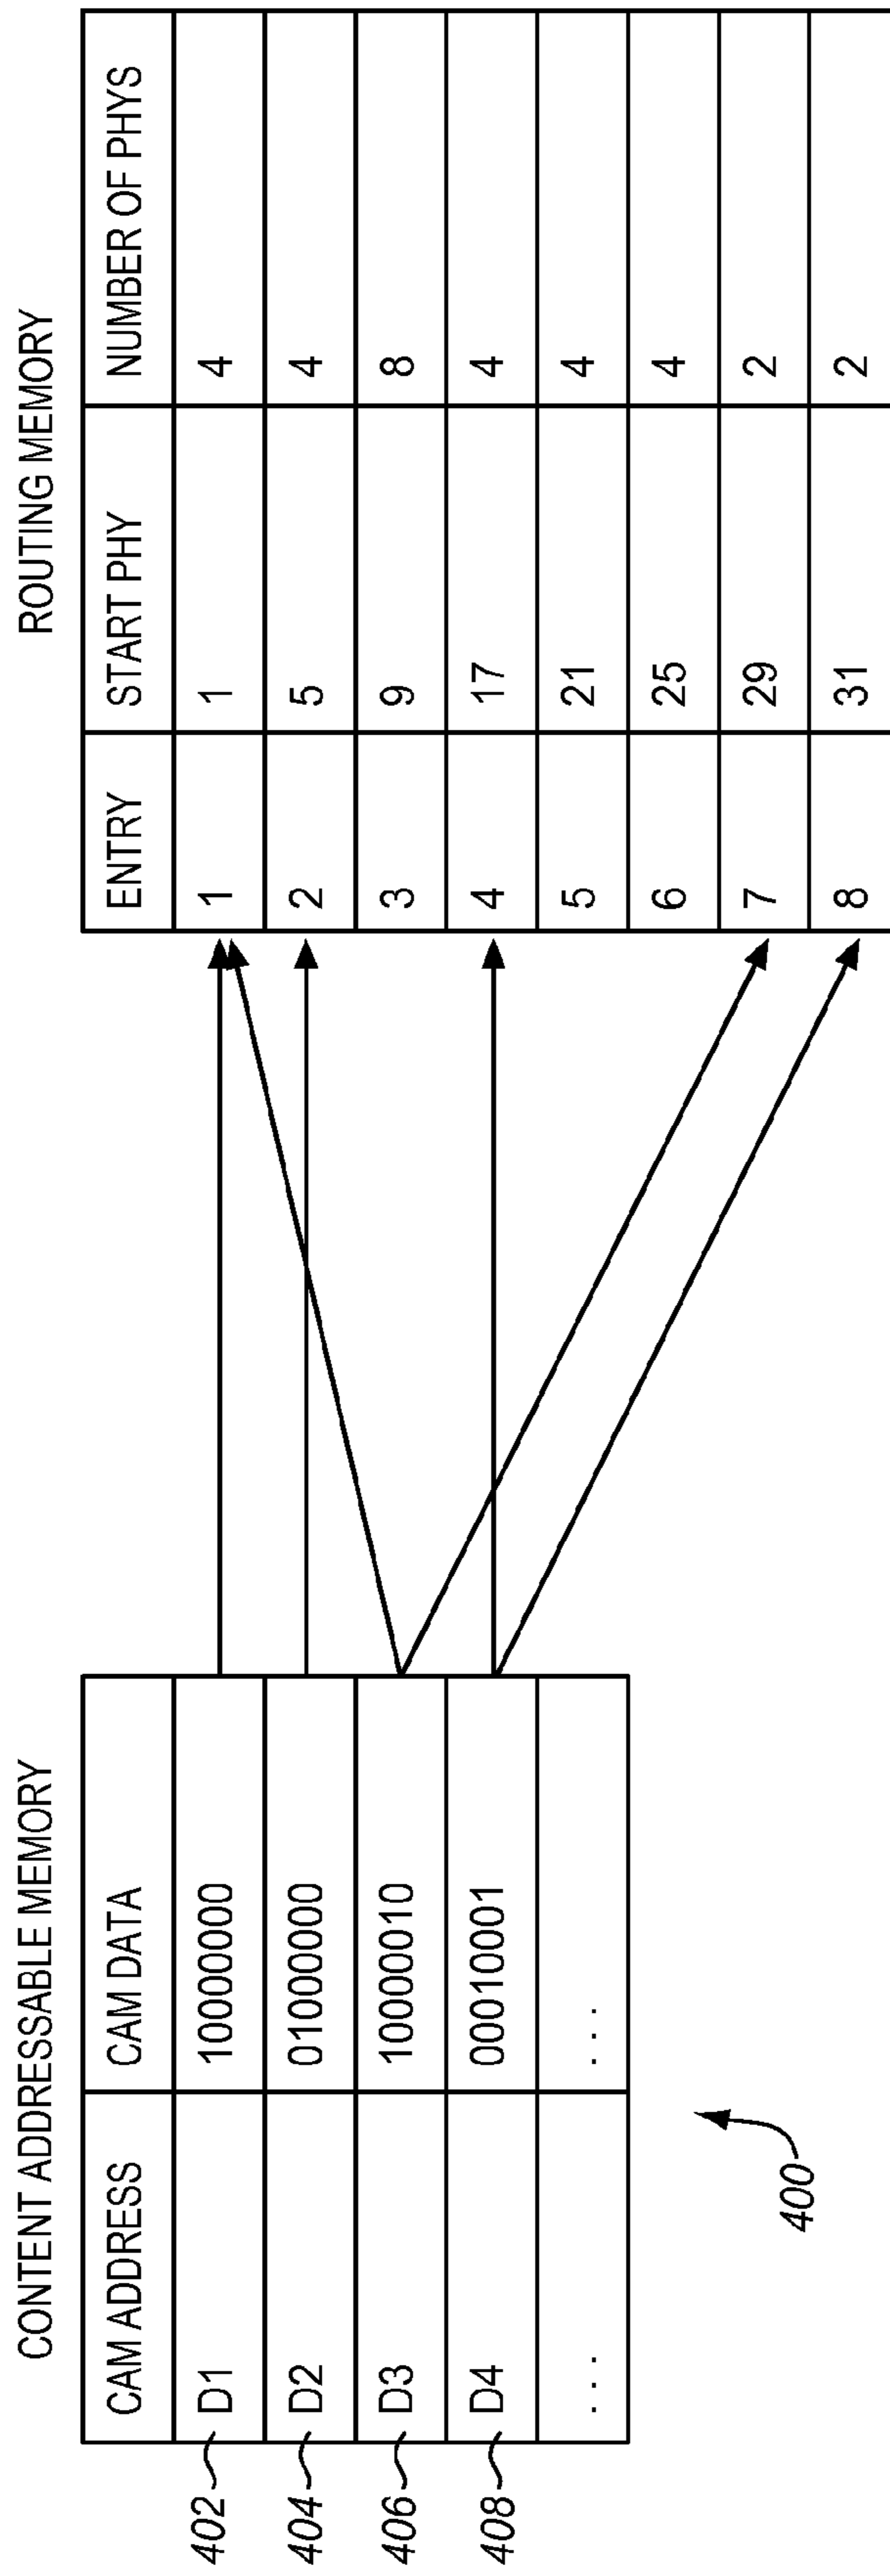 CONTENT ADDRESSABLE MEMORY
CAM ADDRESS CAM DATA
402 D1 10000000
404 D2 01000000
406 D3 10000010
408 D4 00010001
. . . . . .
400
ROUTING MEMORY
ENTRY START PHY NUMBER OF PHYS
1 1 4
2 5 4
3 9 8
4 17 4
5 21 4
6 25 4
7 29 2
8 31 2